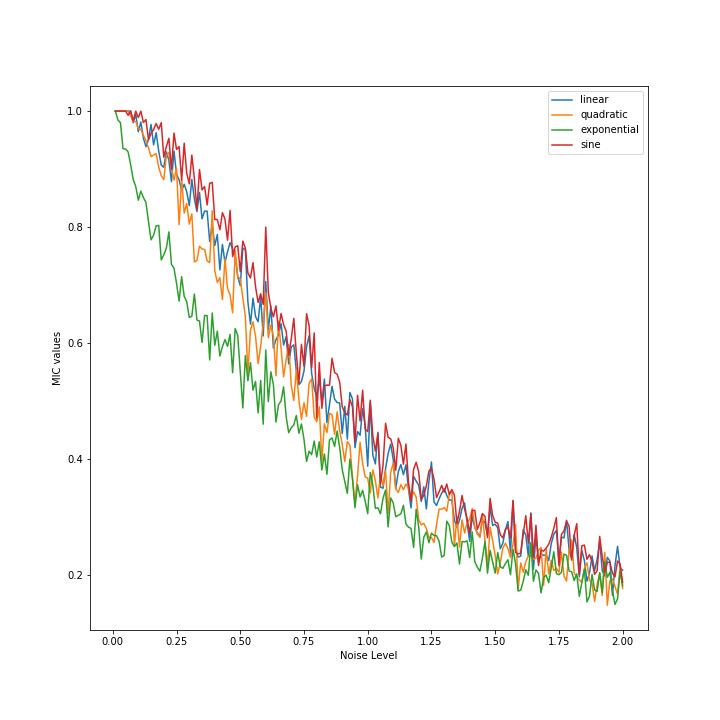 linear
quadratic
exponential
sine
1.0
0.8
0.6
0.4
0.2
MIC values
0.00 0.25 0.50 0.75 1.00 1.25 1.50 1.75 2.00
Noise Level